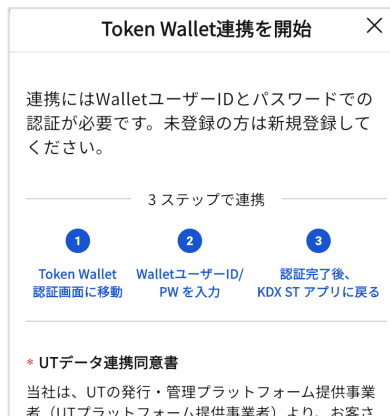 Token Wallet連携を開始
連携にはWalletユーザーIDとパスワードでの
認証が必要です。未登録の方は新規登録して
ください。
3 ステップで連携
1 2 3
Token Wallet WalletユーザーID/ 認証完了後、
認証画面に移動 PW を入力 KDX ST アプリに戻る
* UTデータ連携同意書
当社は、UTの発行・管理プラットフォーム提供事業
者（UTプラットフォーム提供事業者）より、お客さ